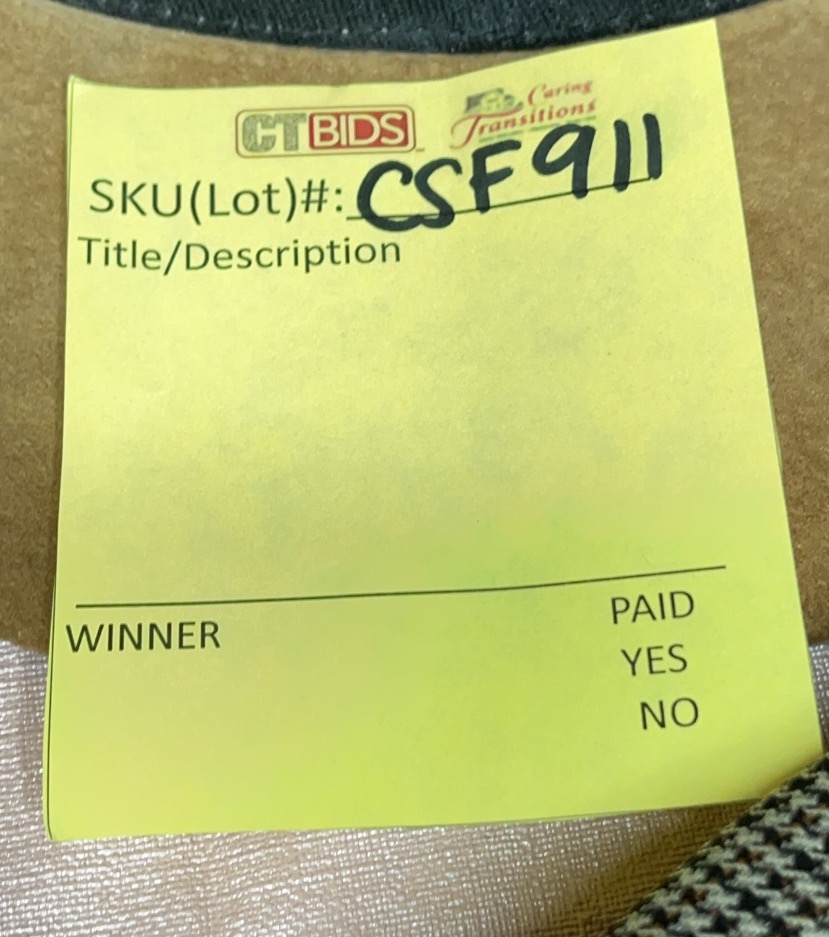 CTBIDS
Caring
Transitions
SKU(Lot)#: CSF911
Title/Description
WINNER
PAID
YES
NO